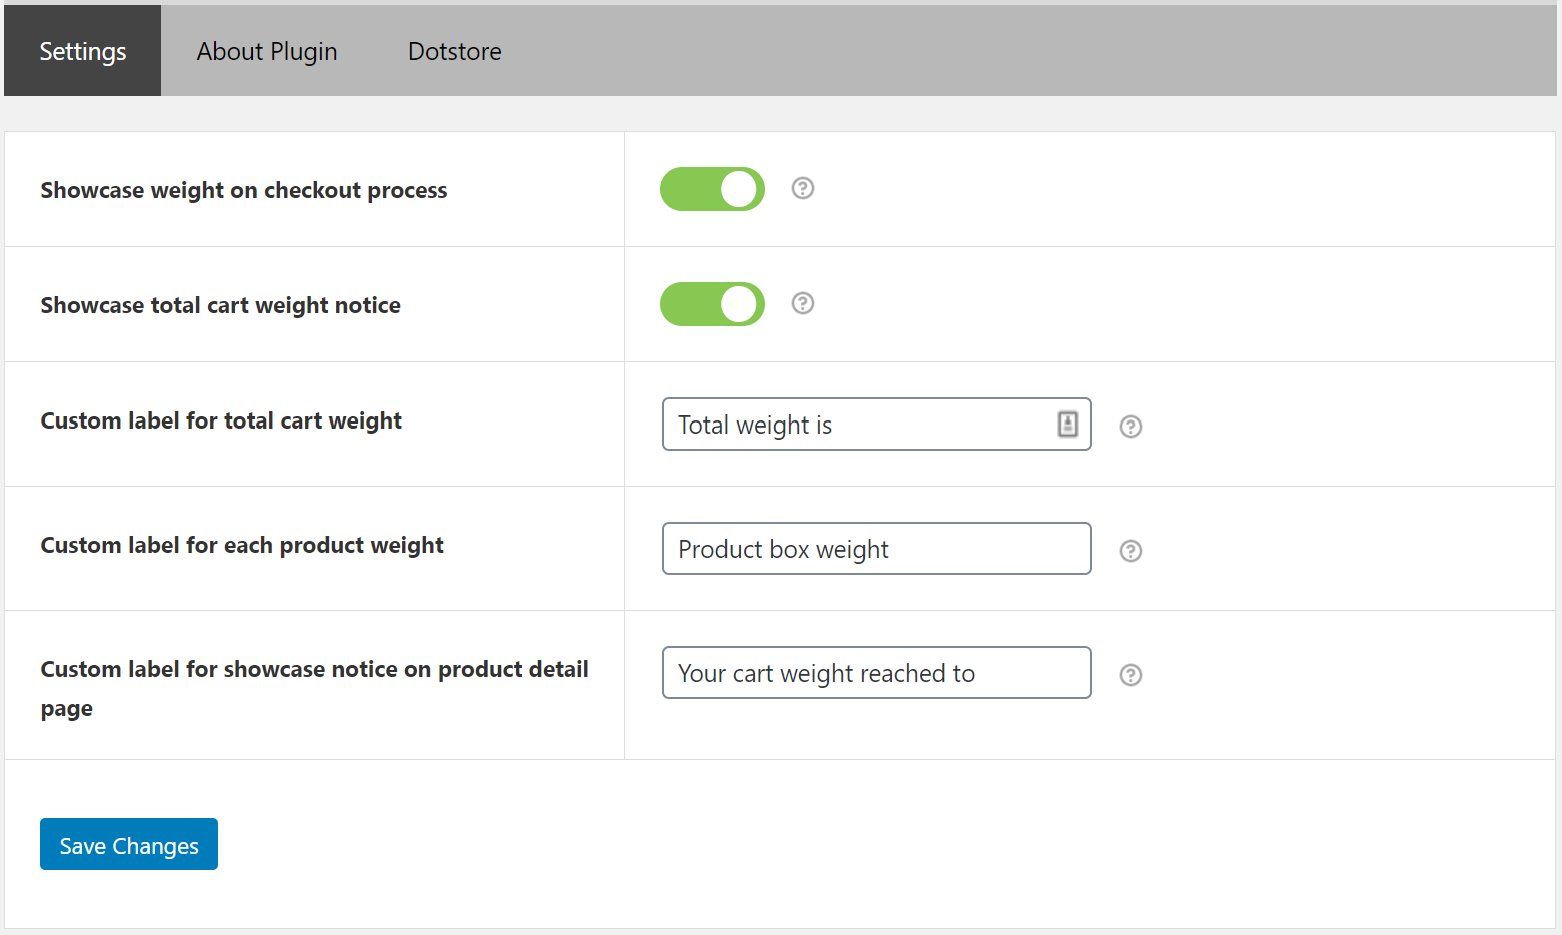 Settings About Plugin Dotstore
Showcase weight on checkout process
Showcase total cart weight notice
Custom label for total cart weight Total weight is
Custom label for each product weight Product box weight
Custom label for showcase notice on product detail Your cart weight reached to
page
Save Changes